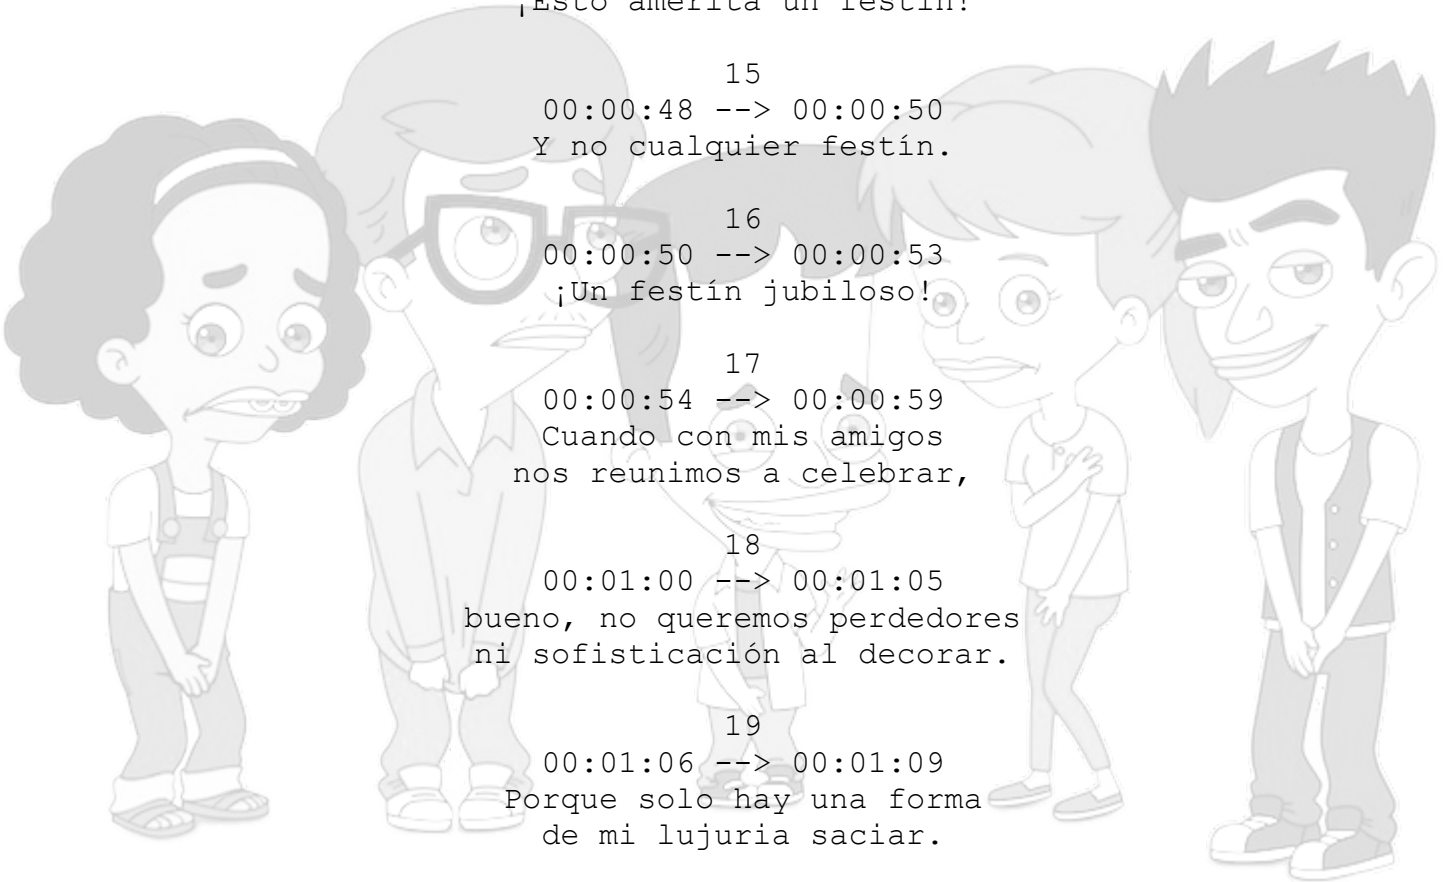 ¡Esto amerita un festín!
15
00:00:48 --> 00:00:50
Y no cualquier festín.
16
00:00:50 --> 00:00:53
¡Un festín jubiloso!
17
00:00:54 --> 00:00:59
Cuando con mis amigos
nos reunimos a celebrar,
18
00:01:00 --> 00:01:05
bueno, no queremos perdedores
ni sofisticación al decorar.
19
00:01:06 --> 00:01:09
Porque solo hay una forma
de mi lujuria saciar.